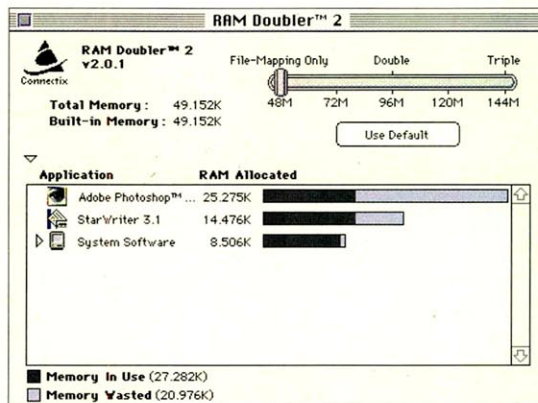 RAM Doubler™ 2
RAM Doubler™ 2
v2.0.1
Connectix
File-Mapping Only Double Triple
48M 72M 96M 120M 144M
Total Memory : 49.152K
Built-in Memory : 49.152K
Use Default
Application RAM Allocated
Adobe Photoshop™ ... 25.275K
StarWriter 3.1 14.476K
System Software 8.506K
Memory In Use (27.282K)
Memory Wasted (20.976K)